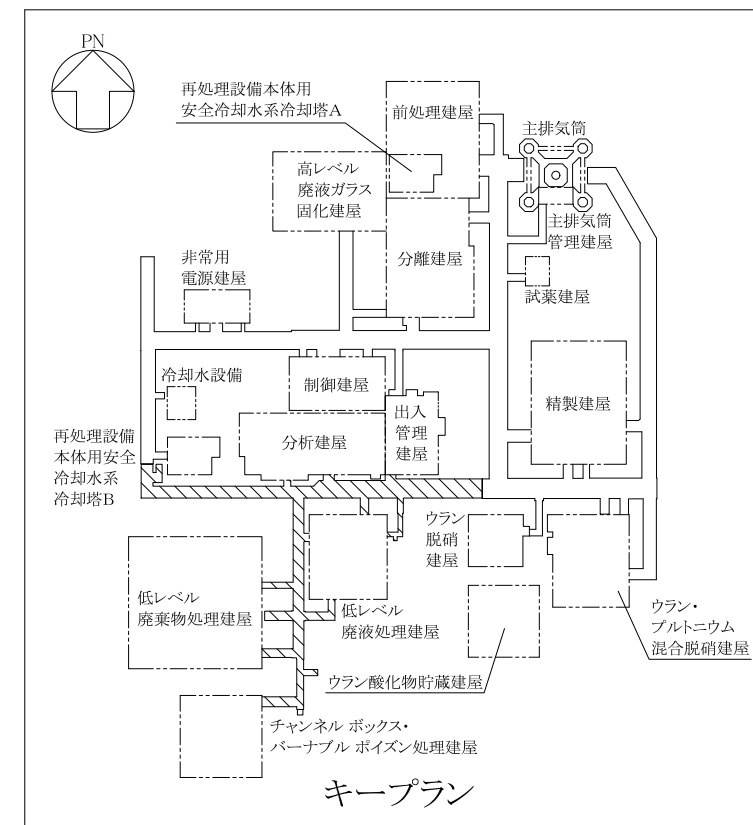 PN
再処理設備本体用
安全冷却水系冷却塔A
前処理建屋
主排気筒
高レベル
廃液ガラス
固化建屋
主排気筒
管理建屋
分離建屋
非常用
電源建屋
試薬建屋
冷却水設備
制御建屋
精製建屋
出入
管理
建屋
分析建屋
再処理設備
本体用安全
冷却水系
冷却塔B
ウラン
脱硝
建屋
低レベル
廃棄物処理建屋
低レベル
廃液処理建屋
ウラン・
プルトニウム
混合脱硝建屋
ウラン酸化物貯蔵建屋
チャンネル ボックス・
バーナブル ポイズン処理建屋
キープラン